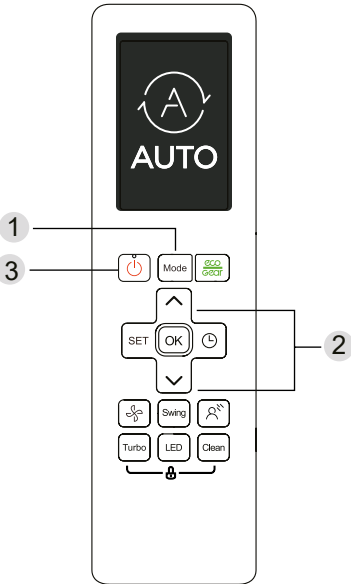 A
AUTO
1
Mode
eco
Gear
3
SET
OK
2
Swing
Turbo
LED
Clean